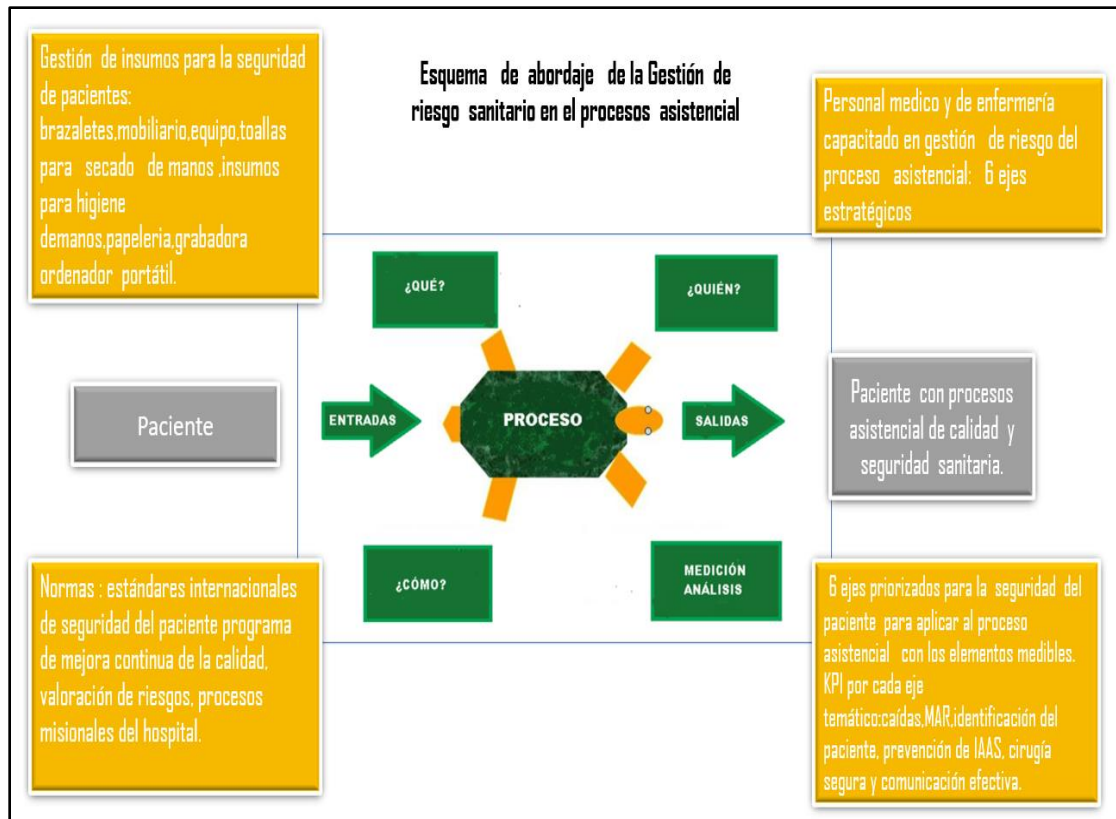 Esquema de abordaje de la Gestión de
riesgo sanitario en el procesos asistencial
Gestión de insumos para la seguridad
de pacientes:
brazaletes,mobiliario,equipo,toallas
para secado de manos ,insumos
para higiene
demanos,papeleria,grabadora
ordenador portátil.
Personal medico y de enfermería
capacitado en gestión de riesgo del
proceso asistencial: 6 ejes
estratégicos
¿QUÉ?
¿QUIÉN?
Paciente
ENTRADAS
PROCESO
SALIDAS
Paciente con procesos
asistencial de calidad y
seguridad sanitaria.
¿CÓMO?
MEDICIÓN
ANÁLISIS
Normas : estándares internacionales
de seguridad del paciente programa
de mejora continua de la calidad,
valoración de riesgos, procesos
misionales del hospital.
6 ejes priorizados para la seguridad del
paciente para aplicar al proceso
asistencial con los elementos medibles.
KPI por cada eje
temático:caídas,MAR,identificación del
paciente, prevención de IAAS, cirugía
segura y comunicación efectiva.